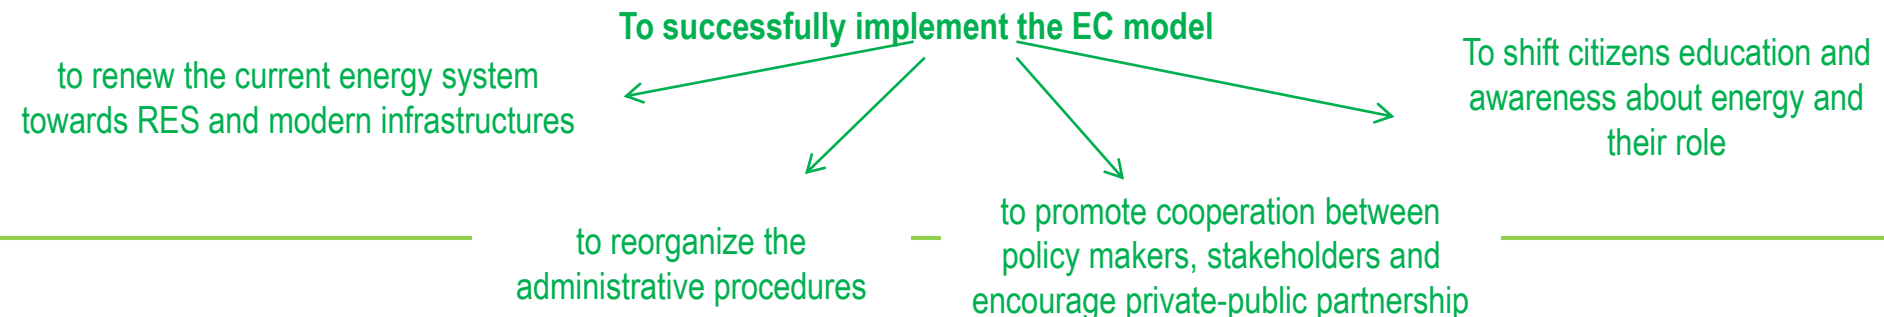 To successfully implement the EC model
to renew the current energy system
towards RES and modern infrastructures
to reorganize the
administrative procedures
to promote cooperation between
policy makers, stakeholders and
encourage private-public partnership
To shift citizens education and
awareness about energy and
their role